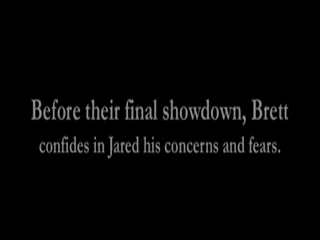 Before their final showdown, Brett
confides in Jared his concerns and fears.